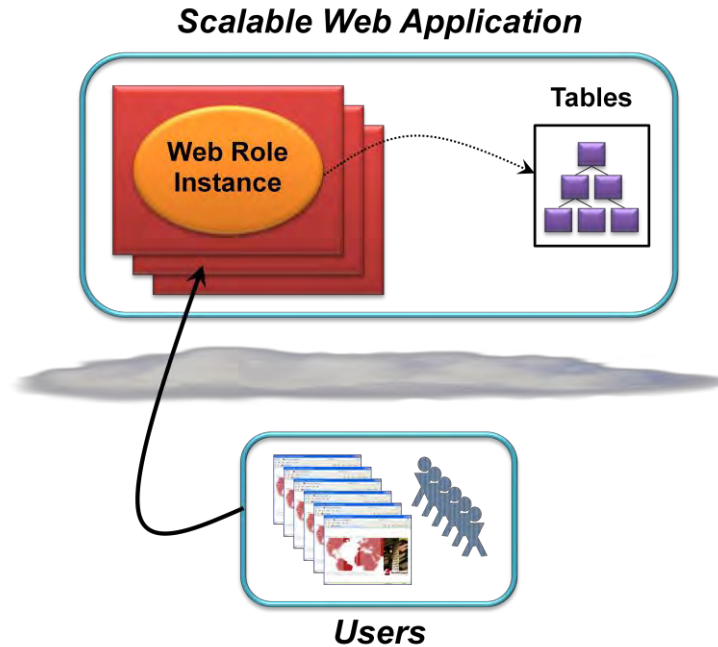 Scalable Web Application
Web Role
Instance
Tables
Users